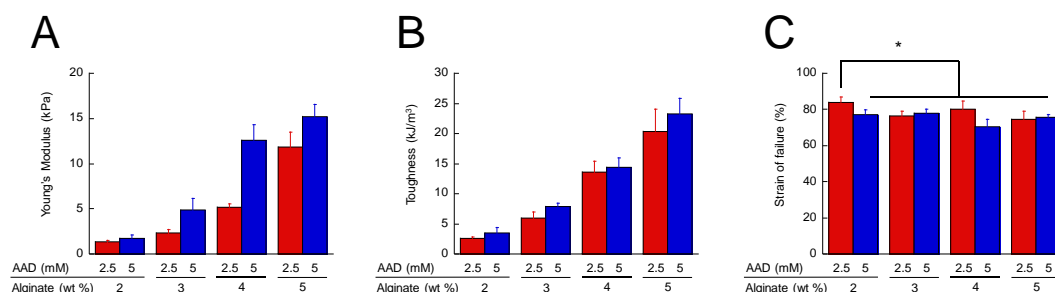 A
Young's Modulus (kPa)
20
15
10
5
0
AAD (mM) 2.5 5 2.5 5 2.5 5 2.5 5
Alginate (wt %) 2 3 4 5
B
Toughness (kJ/m³)
30
25
20
15
10
5
0
AAD (mM) 2.5 5 2.5 5 2.5 5 2.5 5
Alginate (wt %) 2 3 4 5
C
*
Strain of failure (%)
100
80
60
40
20
0
AAD (mM) 2.5 5 2.5 5 2.5 5 2.5 5
Alginate (wt %) 2 3 4 5